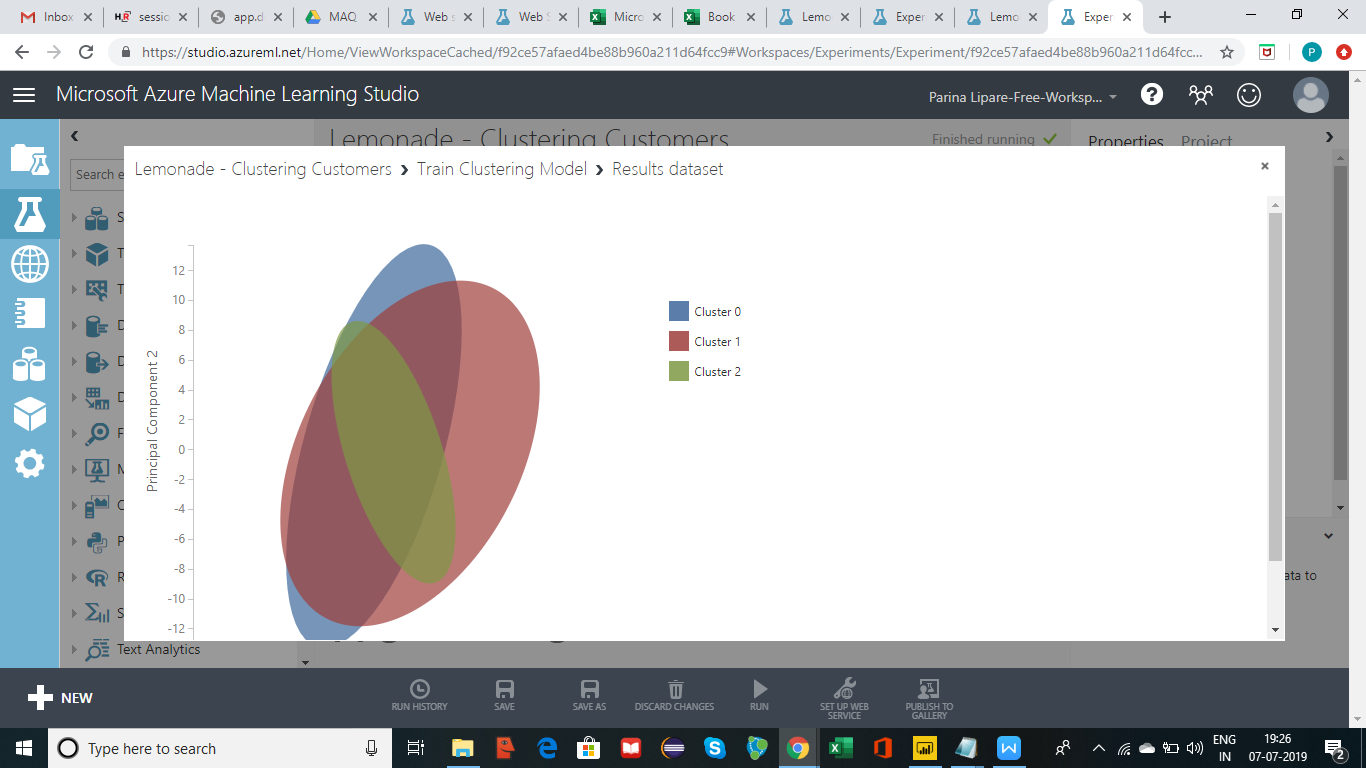 Inbox
sessio
app.d
MAQ
Web s
Web S
Micro
Book
Lemo
Exper
Lemo
Exper
https://studio.azureml.net/Home/ViewWorkspaceCached/f92ce57afaed4be88b960a211d64fcc9#Workspaces/Experiments/Experiment/f92ce57afaed4be88b960a211d64fcc...
P
Microsoft Azure Machine Learning Studio
Parina Lipare-Free-Worksp...
Lemonade - Clustering Customers
Finished running
Properties
Project
Search e
Lemonade - Clustering Customers > Train Clustering Model > Results dataset
S
T
T
D
D
D
F
M
O
P
R
S
Text Analytics
Principal Component 2
12
10
8
6
4
2
0
-2
-4
-6
-8
-10
-12
Cluster 0
Cluster 1
Cluster 2
ata to
NEW
RUN HISTORY
SAVE
SAVE AS
DISCARD CHANGES
RUN
SET UP WEB
SERVICE
PUBLISH TO
GALLERY
Type here to search
ENG
IN
19:26
07-07-2019
2